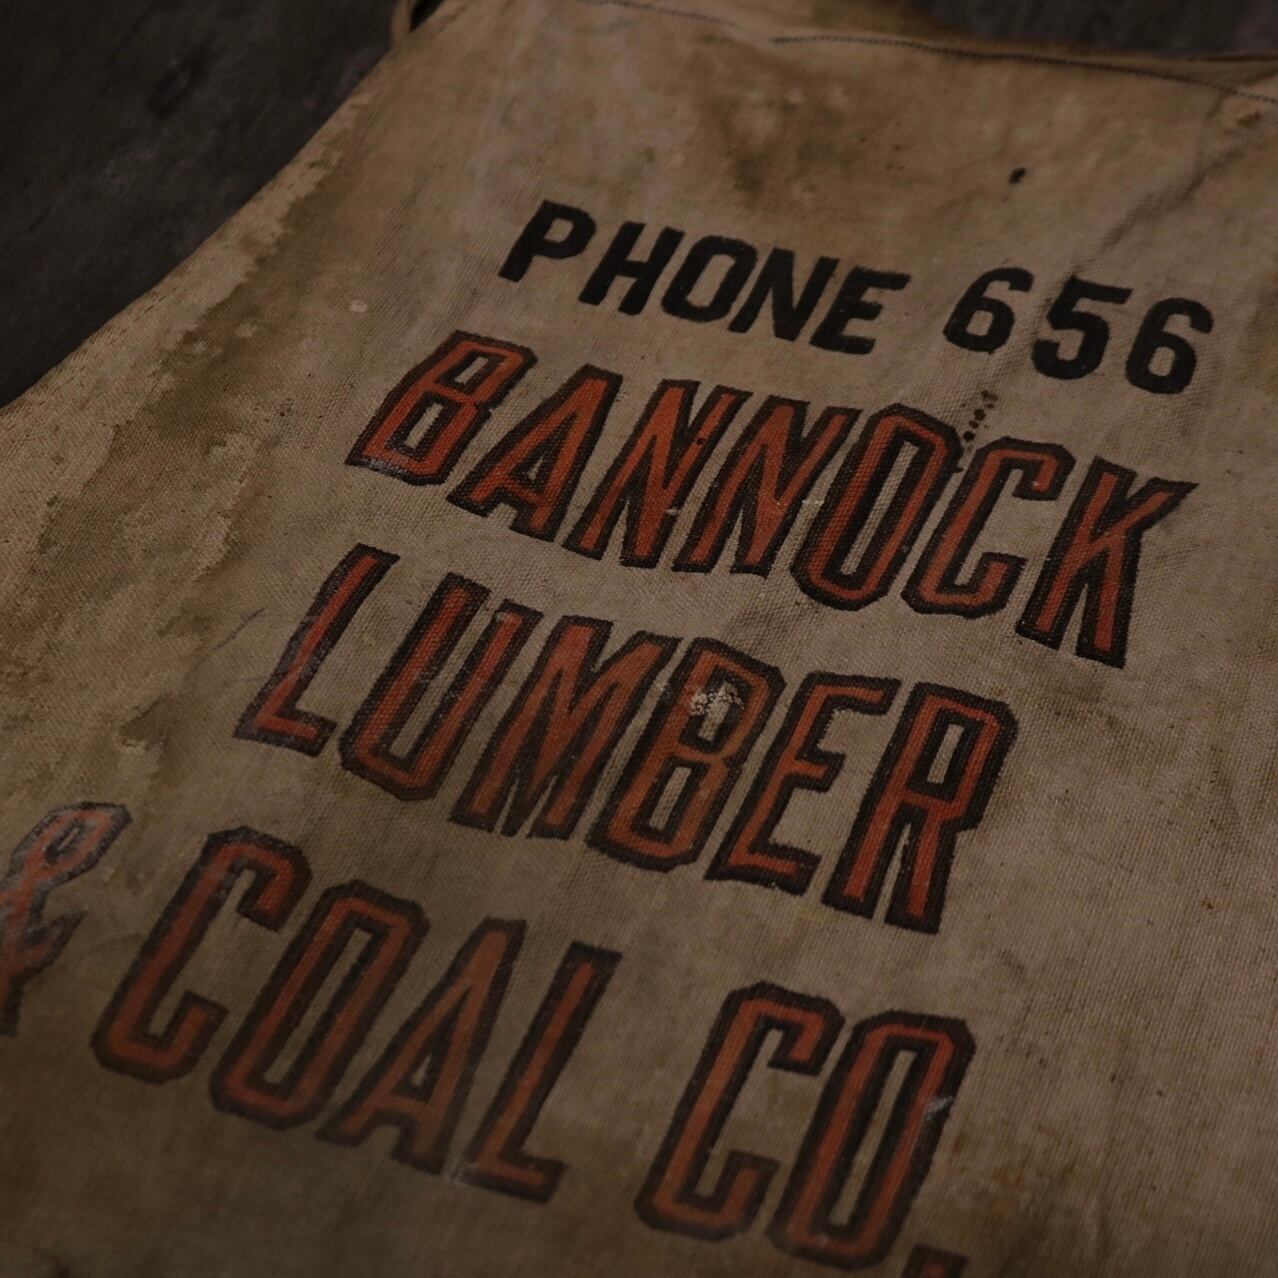 PHONE 656
BANNOCK
LUMBER
& COAL CO.